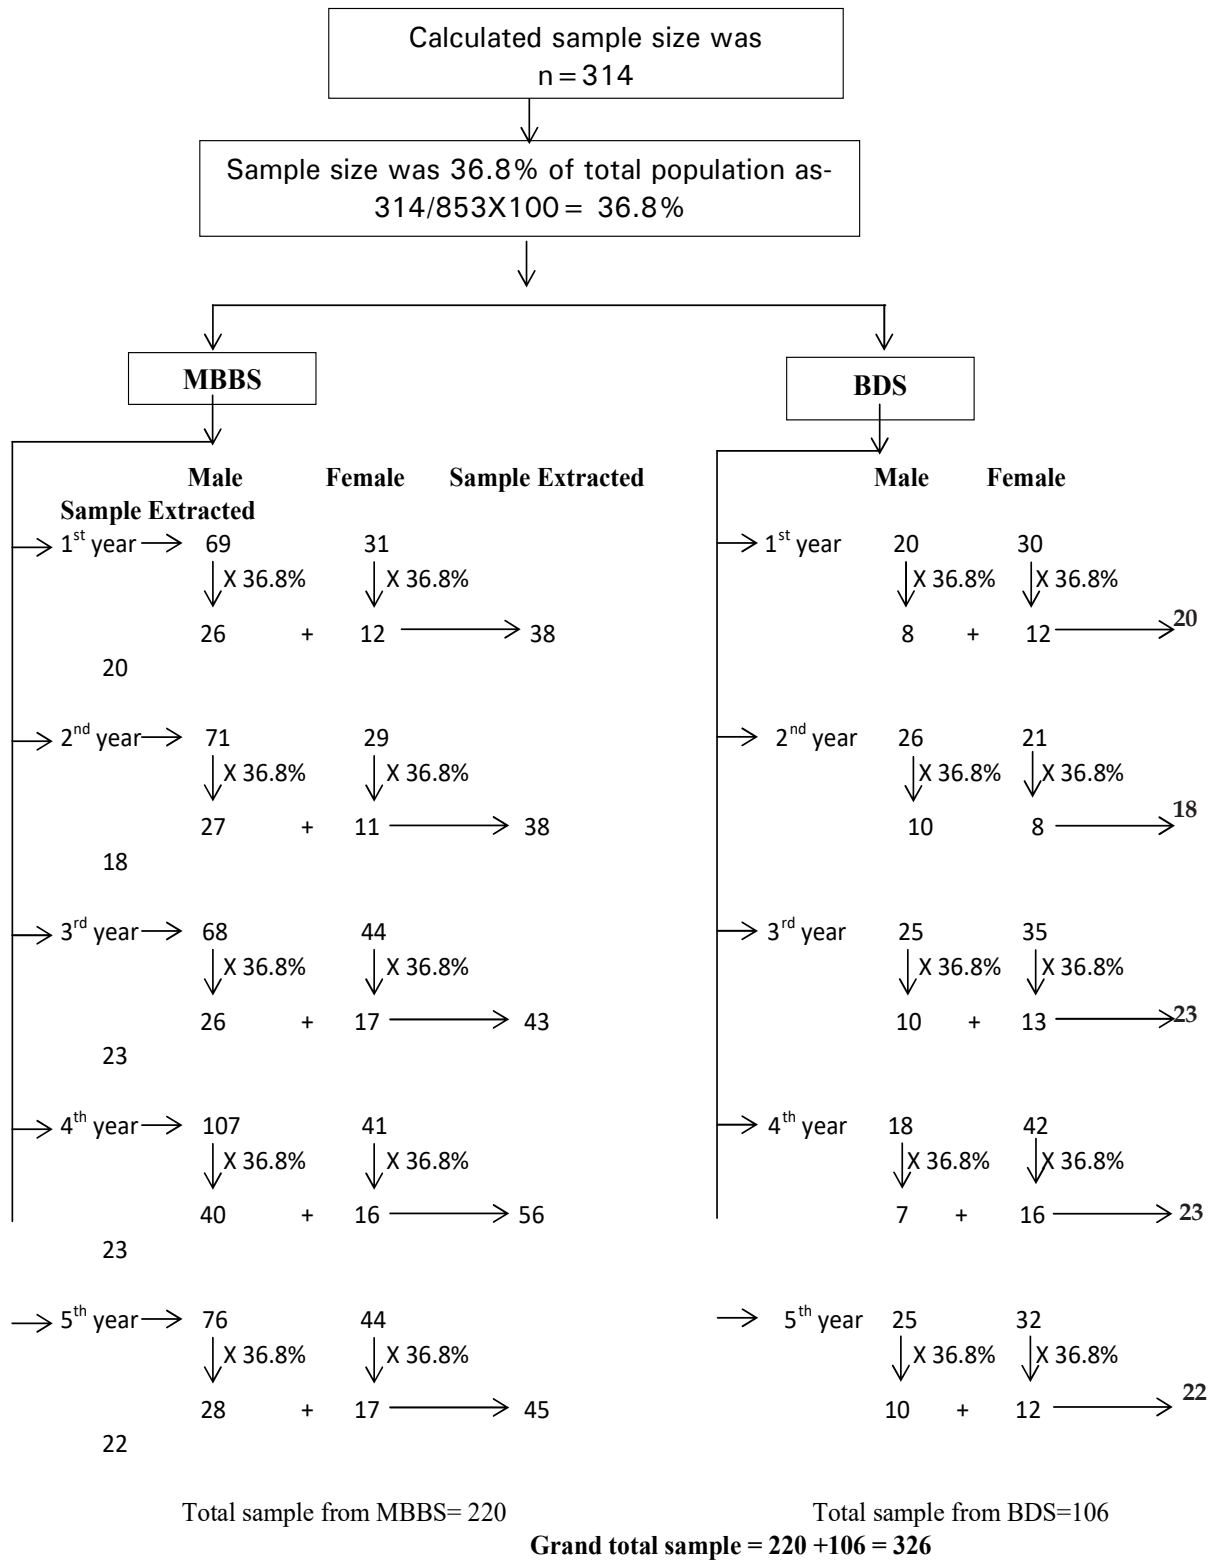 Calculated sample size was
n=314
Sample size was 36.8% of total population as-
314/853X100= 36.8%
MBBS
BDS
Male Female Sample Extracted Male Female
Sample Extracted
1st year 69 31 1st year 20 30
X 36.8% X 36.8% X 36.8% X 36.8%
26 + 12 38 8 + 12 20
20
2nd year 71 29 2nd year 26 21
X 36.8% X 36.8% X 36.8% X 36.8%
27 + 11 38 10 8 18
18
3rd year 68 44 3rd year 25 35
X 36.8% X 36.8% X 36.8% X 36.8%
26 + 17 43 10 + 13 23
23
4th year 107 41 4th year 18 42
X 36.8% X 36.8% X 36.8% X 36.8%
40 + 16 56 7 + 16 23
23
5th year 76 44 5th year 25 32
X 36.8% X 36.8% X 36.8% X 36.8%
28 + 17 45 10 + 12 22
22
Total sample from MBBS= 220 Total sample from BDS=106
Grand total sample = 220 +106 = 326